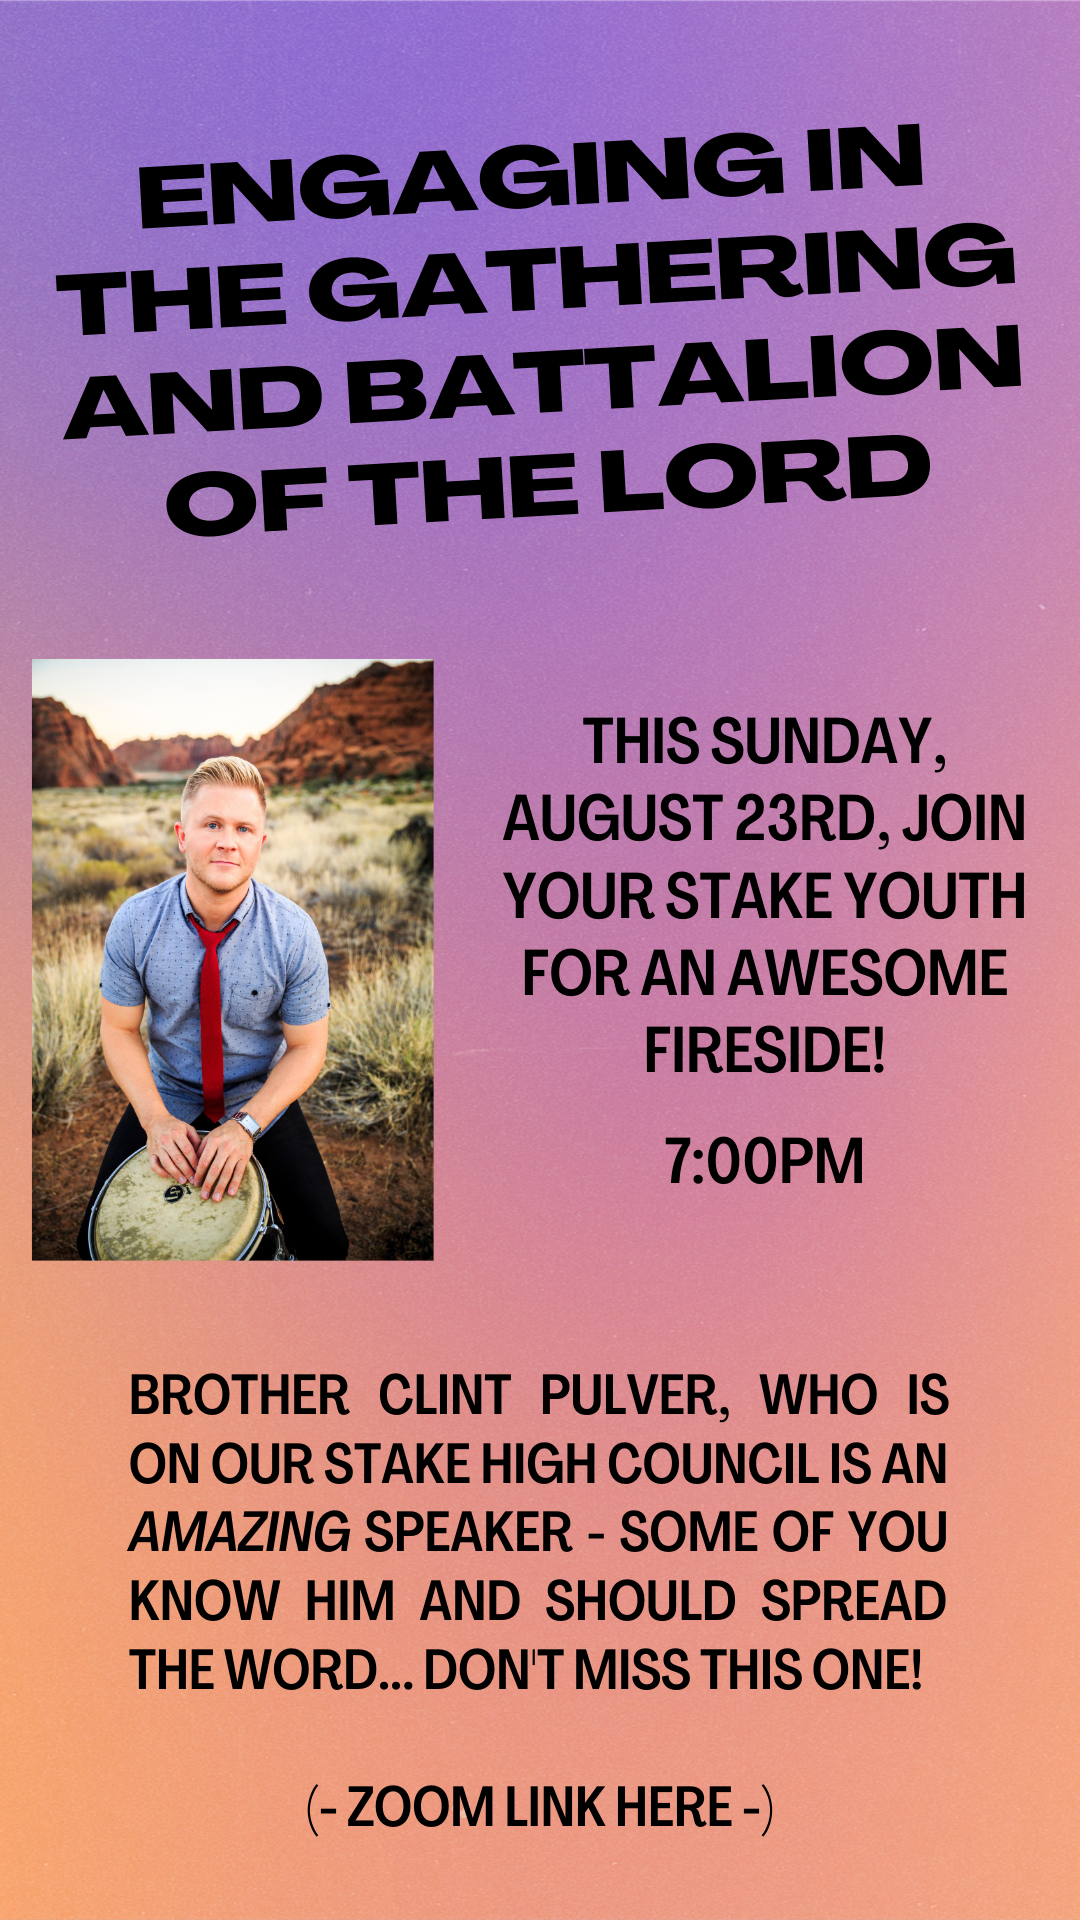 ENGAGING IN
THE GATHERING
AND BATTALION
OF THE LORD
THIS SUNDAY,
AUGUST 23RD, JOIN
YOUR STAKE YOUTH
FOR AN AWESOME
FIRESIDE!
7:00PM
BROTHER CLINT PULVER, WHO IS
ON OUR STAKE HIGH COUNCIL IS AN
AMAZING SPEAKER - SOME OF YOU
KNOW HIM AND SHOULD SPREAD
THE WORD... DON'T MISS THIS ONE!
(- ZOOM LINK HERE -)